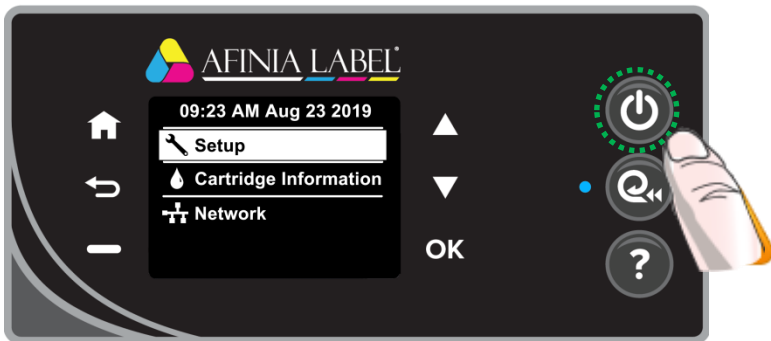 AFINIA LABEL
09:23 AM Aug 23 2019
Setup
Cartridge Information
Network
OK
?